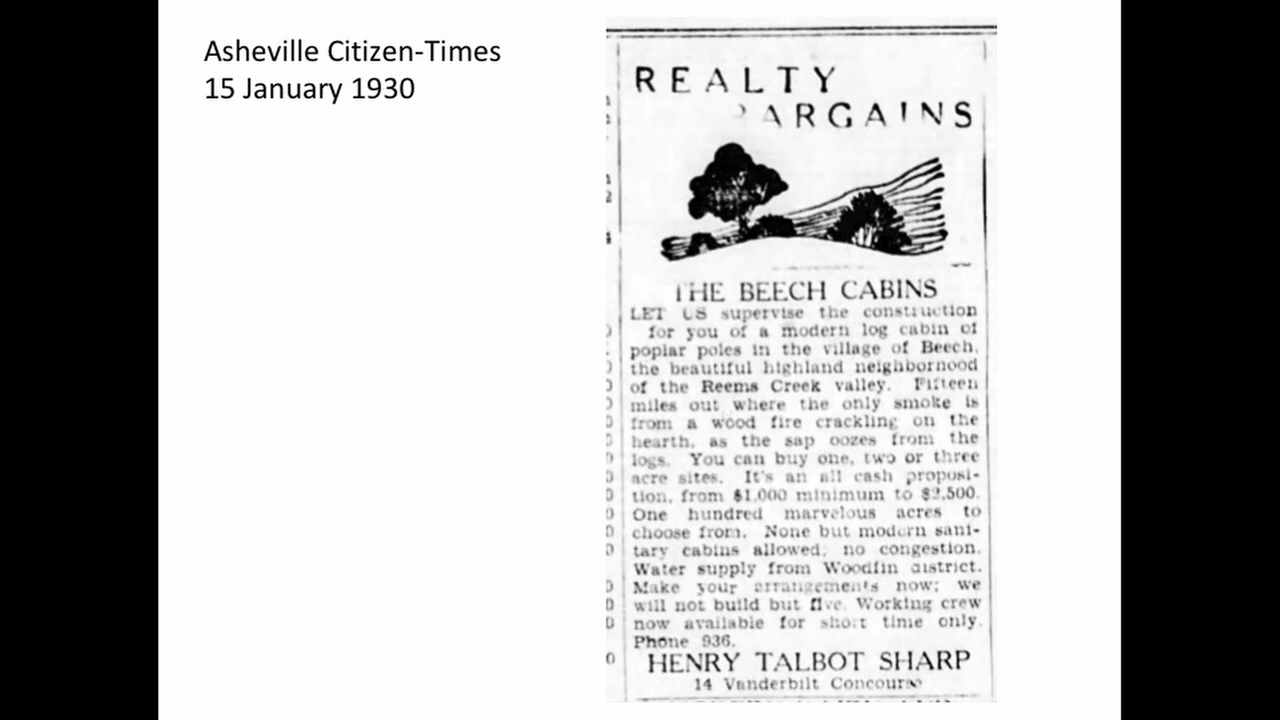 Asheville Citizen-Times
15 January 1930
REALTY
BARGAINS
THE BEECH CABINS
LET US supervise the construction
for you of a modern log cabin of
poplar poles in the village of Beech,
the beautiful highland neighborhood
of the Reems Creek valley. Fifteen
miles out where the only smoke is
from a wood fire crackling on the
hearth, as the sap oozes from the
logs. You can buy one, two or three
acre sites. It's an all cash proposi-
tion, from $1,000 minimum to $2,500.
One hundred marvelous acres to
choose from. None but modern sani-
tary cabins allowed; no congestion.
Water supply from Woodfin district.
Make your arrangements now; we
will not build but five. Working crew
now available for short time only.
Phone 936.
HENRY TALBOT SHARP
14 Vanderbilt Concourse